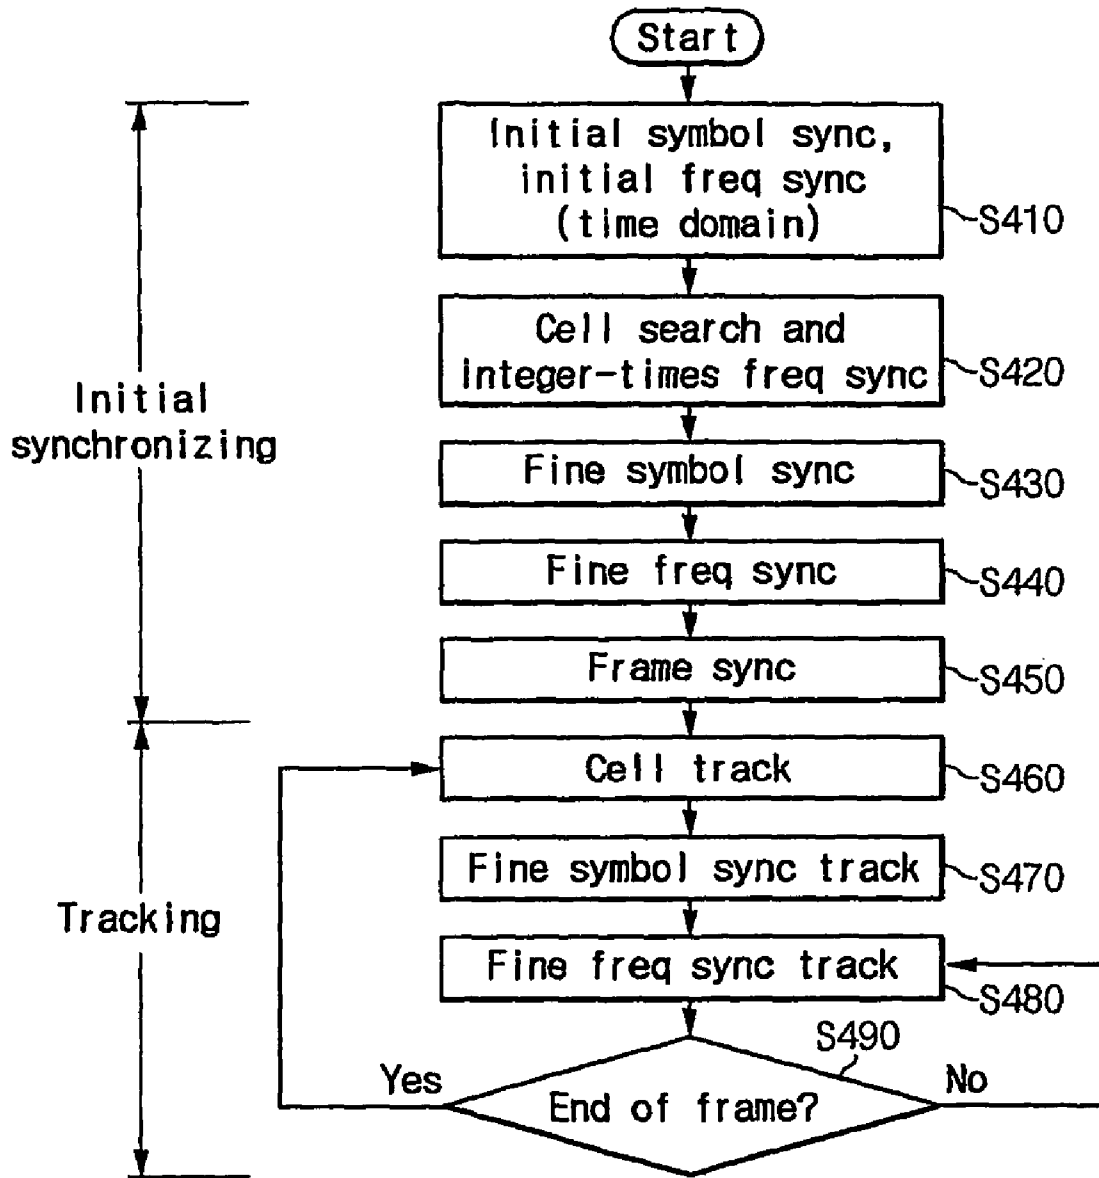 Start
Initial symbol sync,
initial freq sync
(time domain)
S410
Cell search and
Integer-times freq sync
S420
Initial
synchronizing
Fine symbol sync
S430
Fine freq sync
S440
Frame sync
S450
Cell track
S460
Fine symbol sync track
S470
Tracking
Fine freq sync track
S480
S490
Yes
End of frame?
No